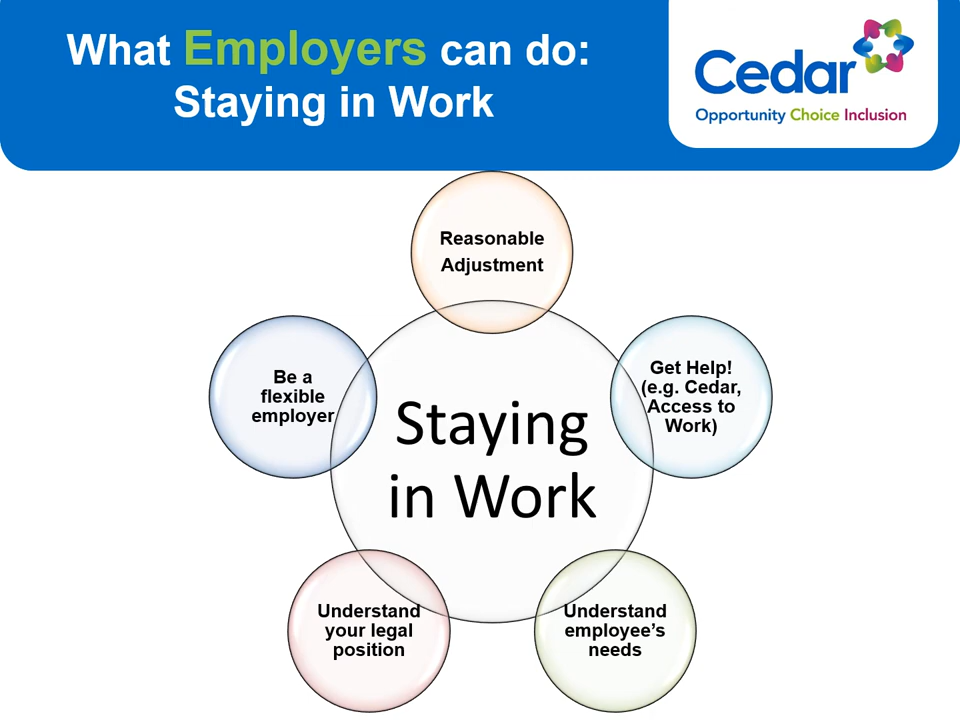 What Employers can do:
Staying in Work
Cedar
Opportunity Choice Inclusion
Reasonable
Adjustment
Be a
flexible
employer
Get Help!
(e.g. Cedar,
Access to
Work)
Staying
in Work
Understand
your legal
position
Understand
employee’s
needs